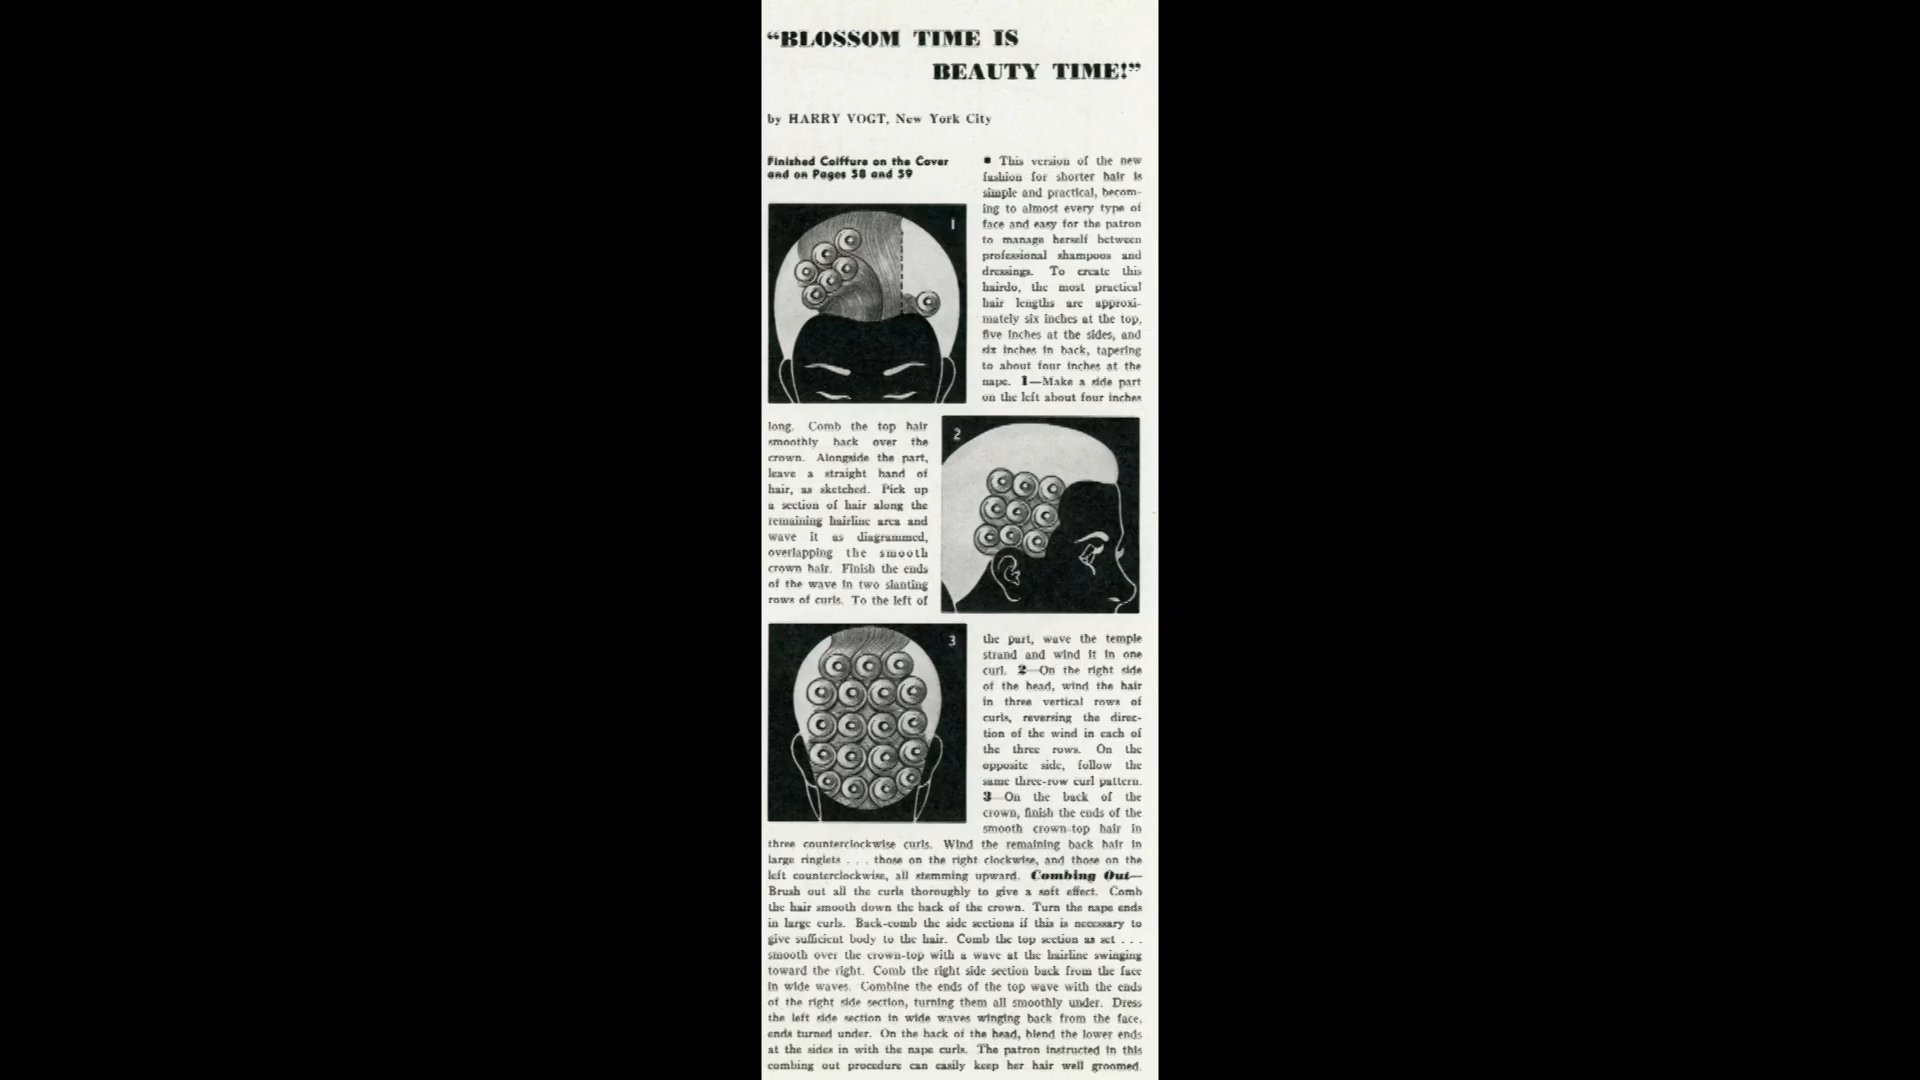 “BLOSSOM TIME IS
BEAUTY TIME!”
by HARRY VOGT, New York City
Finished Coiffure on the Cover
and on Pages 58 and 59
■ This version of the new
fashion for shorter hair is
simple and practical, becom-
ing to almost every type of
face and easy for the patron
to manage herself between
professional shampoos and
dressings. To create this
hairdo, the most practical
hair lengths are approxi-
mately six inches at the top,
five inches at the sides, and
six inches in back, tapering
to about four inches at the
nape. 1—Make a side part
on the left about four inches
1
long. Comb the top hair
smoothly back over the
crown. Alongside the part,
leave a straight band of
hair, as sketched. Pick up
a section of hair along the
remaining hairline area and
wave it as diagrammed,
overlapping the smooth
crown hair. Finish the ends
of the wave in two slanting
rows of curls. To the left of
2
3
the part, wave the temple
strand and wind it in one
curl. 2—On the right side
of the head, wind the hair
in three vertical rows of
curls, reversing the direc-
tion of the wind in each of
the three rows. On the
opposite side, follow the
same three-row curl pattern.
3—On the back of the
crown, finish the ends of the
smooth crown-top hair in
three counterclockwise curls. Wind the remaining back hair in
large ringlets . . . those on the right clockwise, and those on the
left counterclockwise, all stemming upward. Combing Out—
Brush out all the curls thoroughly to give a soft effect. Comb
the hair smooth down the back of the crown. Turn the nape ends
in large curls. Back-comb the side sections if this is necessary to
give sufficient body to the hair. Comb the top section as set . . .
smooth over the crown-top with a wave at the hairline swinging
toward the right. Comb the right side section back from the face
in wide waves. Combine the ends of the top wave with the ends
of the right side section, turning them all smoothly under. Dress
the left side section in wide waves winging back from the face,
ends turned under. On the back of the head, blend the lower ends
at the sides in with the nape curls. The patron instructed in this
combing out procedure can easily keep her hair well groomed.